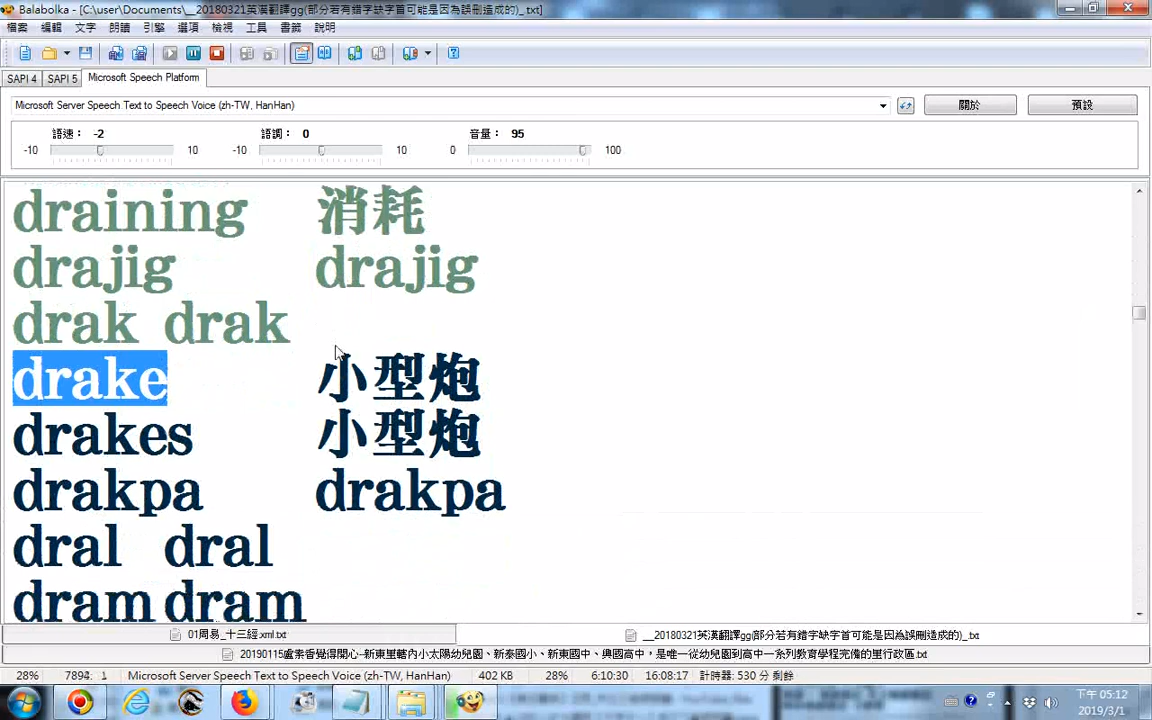 Balabolka - [C:\user\Documents\__20180321英漢翻譯gg(部分若有錯字缺字首可能是因為誤刪造成的)_.txt]
檔案 編輯 文字 朗讀 引擎 選項 檢視 工具 書籤 說明
SAPI 4 SAPI 5 Microsoft Speech Platform
Microsoft Server Speech Text to Speech Voice (zh-TW, HanHan) 關於 預設
語速： -2 語調： 0 音量： 95
-10 10 -10 10 0 100
draining 消耗
drajig drajig
drak drak
drake 小型炮
drakes 小型炮
drakpa drakpa
dral dral
dram dram
01周易_十三經.xml.txt __20180321英漢翻譯gg(部分若有錯字缺字首可能是因為誤刪造成的)_.txt
20190115盧素香覺得開心-新東里轄內小太陽幼兒園、新泰國小、新東國中、興國高中，是唯一從幼兒園到高中一系列教育學程完備的里行政區.txt
28% 7894: 1 Microsoft Server Speech Text to Speech Voice (zh-TW, HanHan) 402 KB 28% 6:10:30 16:08:17 計時器: 530 分 剩餘
下午 05:12
2019/3/1